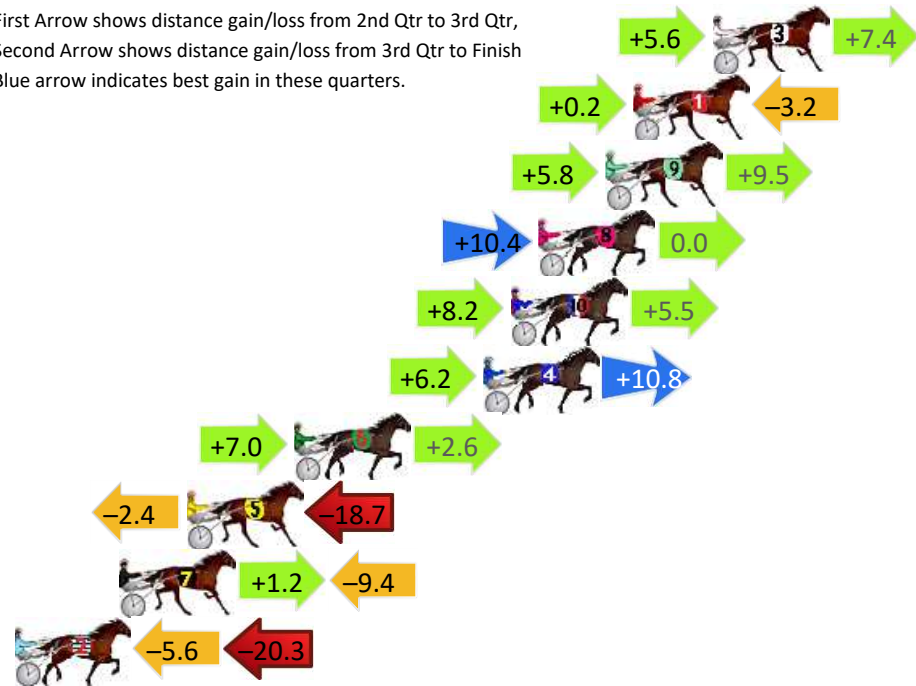 First Arrow shows distance gain/loss from 2nd Qtr to 3rd Qtr,
Second Arrow shows distance gain/loss from 3rd Qtr to Finish
Blue arrow indicates best gain in these quarters.
+5.6 3 +7.4
+0.2 1 –3.2
+5.8 9 +9.5
+10.4 8 0.0
+8.2 10 +5.5
+6.2 4 +10.8
+7.0 6 +2.6
–2.4 5 –18.7
7 +1.2 –9.4
2 –5.6 –20.3